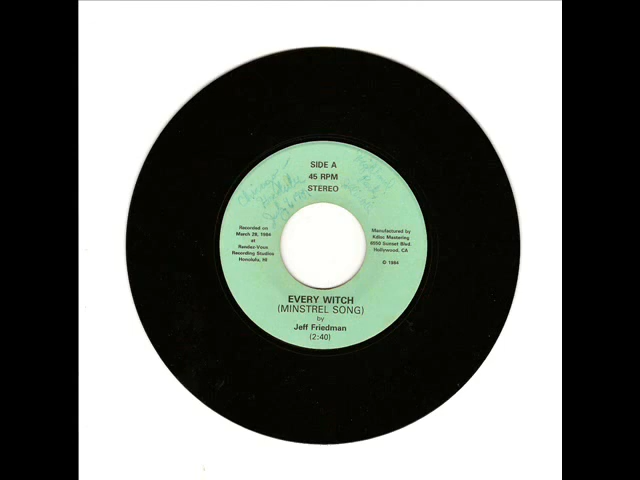 SIDE A
45 RPM
STEREO
Recorded on
March 28, 1984
at
Rendez-Vous
Recording Studios
Honolulu, HI
Manufactured by
Kdisc Mastering
6550 Sunset Blvd.
Hollywood, CA
© 1984
EVERY WITCH
(MINSTREL SONG)
by
Jeff Friedman
(2:40)